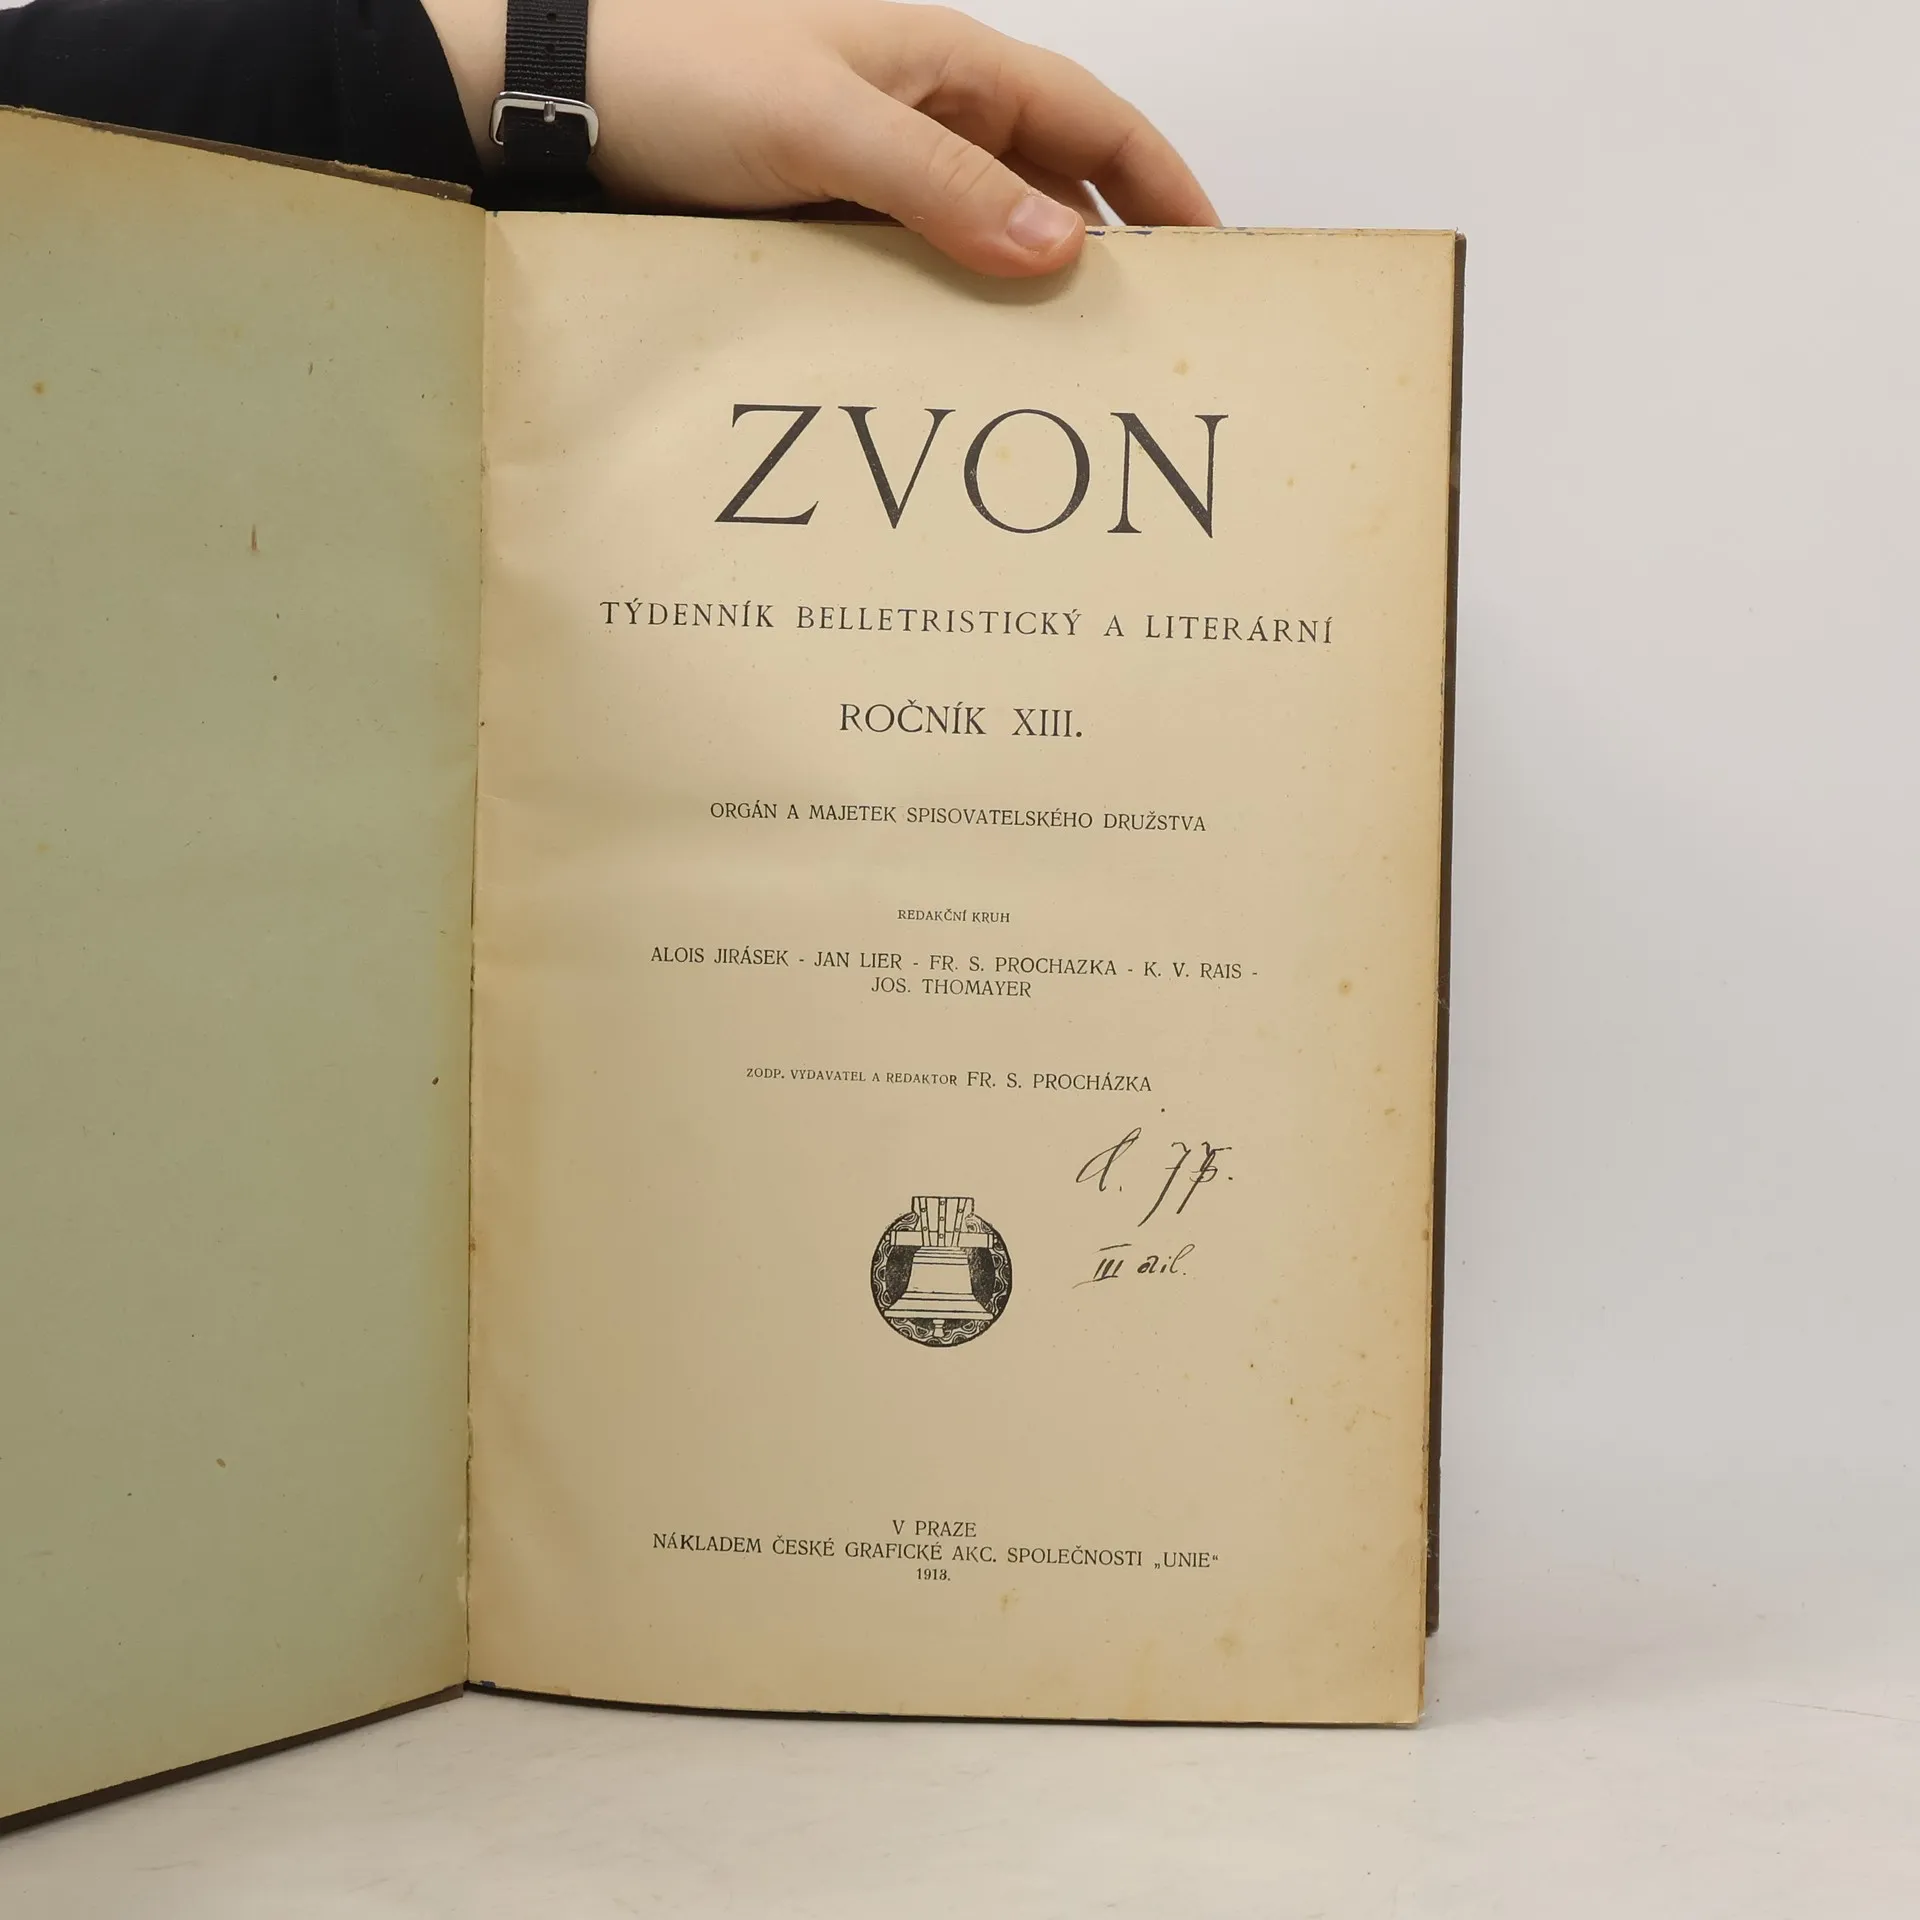 ZVON
TÝDENNÍK BELLETRISTICKÝ A LITERÁRNÍ
ROČNÍK XIII.
ORGÁN A MAJETEK SPISOVATELSKÉHO DRUŽSTVA
REDAKČNÍ KRUH
ALOIS JIRÁSEK - JAN LIER - FR. S. PROCHAZKA - K. V. RAIS -
JOS. THOMAYER
ZODP. VYDAVATEL A REDAKTOR FR. S. PROCHÁZKA
III
V PRAZE
NÁKLADEM ČESKÉ GRAFICKÉ AKC. SPOLEČNOSTI „UNIE“
1913.